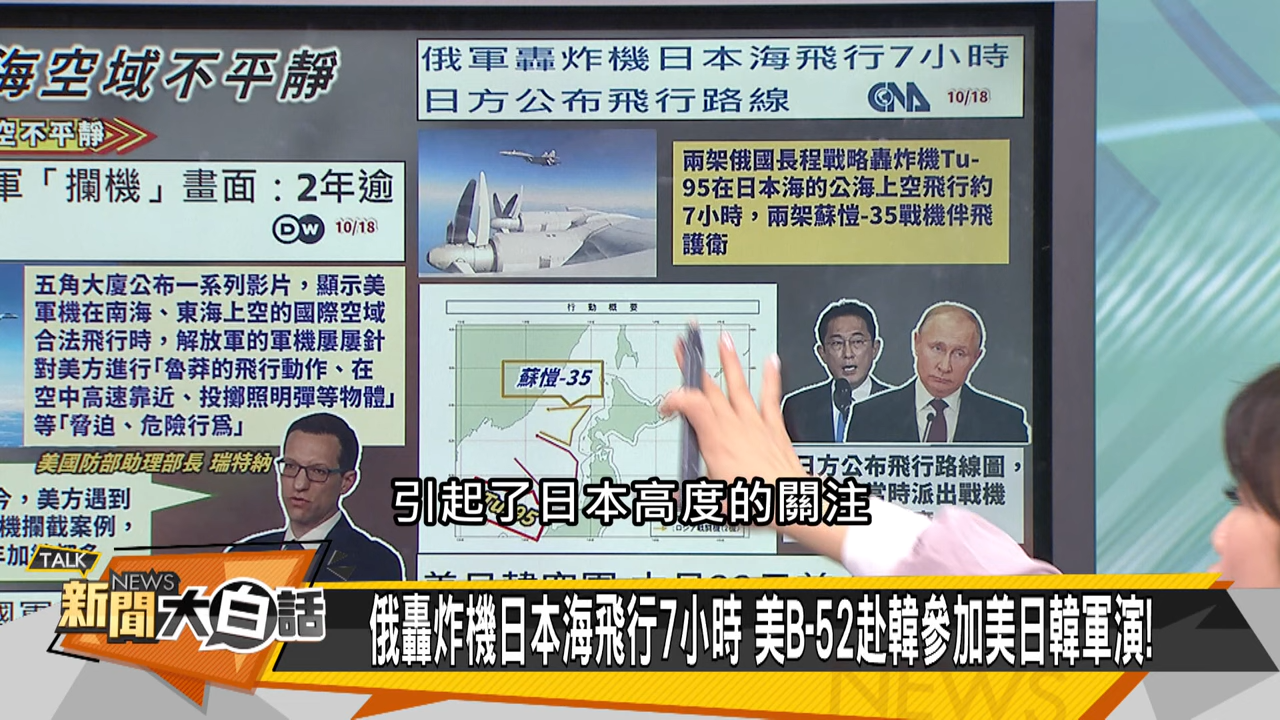 海空域不平靜
空不平靜
軍「攔機」畫面：2年逾
DW 10/18
五角大廈公布一系列影片，顯示美
軍機在南海、東海上空的國際空域
合法飛行時，解放軍的軍機屢屢針
對美方進行「魯莽的飛行動作、在
空中高速靠近、投擲照明彈等物體」
等「脅迫、危險行為」
美國防部助理部長 瑞特納
今，美方遇到
機攔截案例，
俄軍轟炸機日本海飛行7小時
日方公布飛行路線
CNA 10/18
兩架俄國長程戰略轟炸機Tu-
95在日本海的公海上空飛行約
7小時，兩架蘇愷-35戰機伴飛
護衛
行動概要
蘇愷-35
Tu-95
日方公布飛行路線圖，
當時派出戰機
引起了日本高度的關注
TALK
NEWS
新聞大白話
俄轟炸機日本海飛行7小時 美B-52赴韓參加美日韓軍演!
NEWS